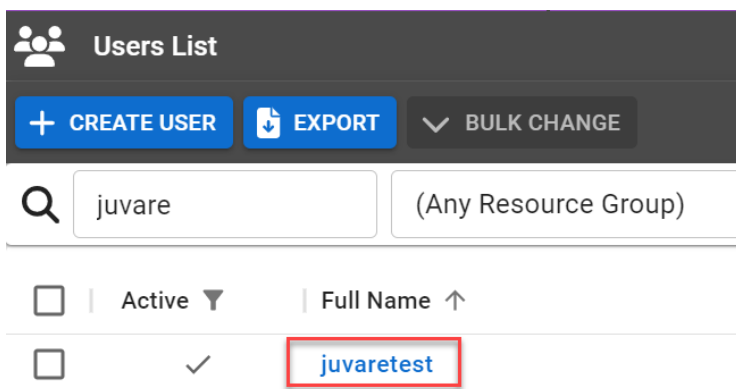 Users List
CREATE USER EXPORT BULK CHANGE
juvare (Any Resource Group)
Active Full Name
juvaretest